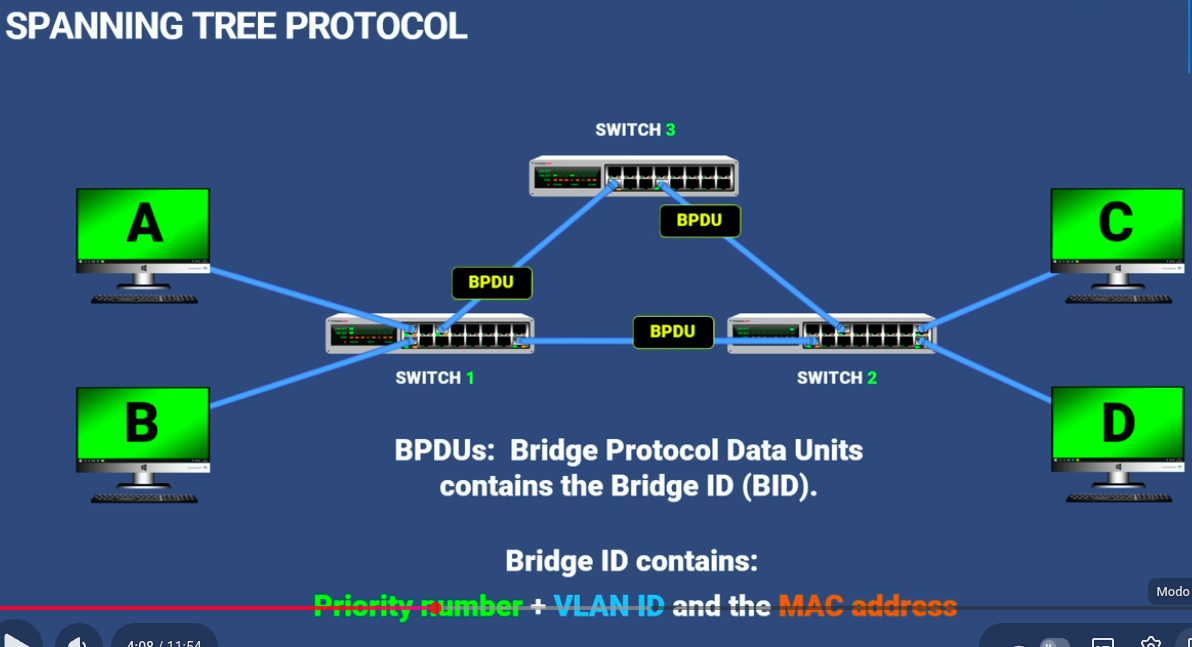 SPANNING TREE PROTOCOL
SWITCH 3
A
BPDU
C
BPDU
BPDU
SWITCH 1
SWITCH 2
B
D
BPDUs: Bridge Protocol Data Units
contains the Bridge ID (BID).
Bridge ID contains:
Priority number + VLAN ID and the MAC address
Modo
4:08 / 11:54